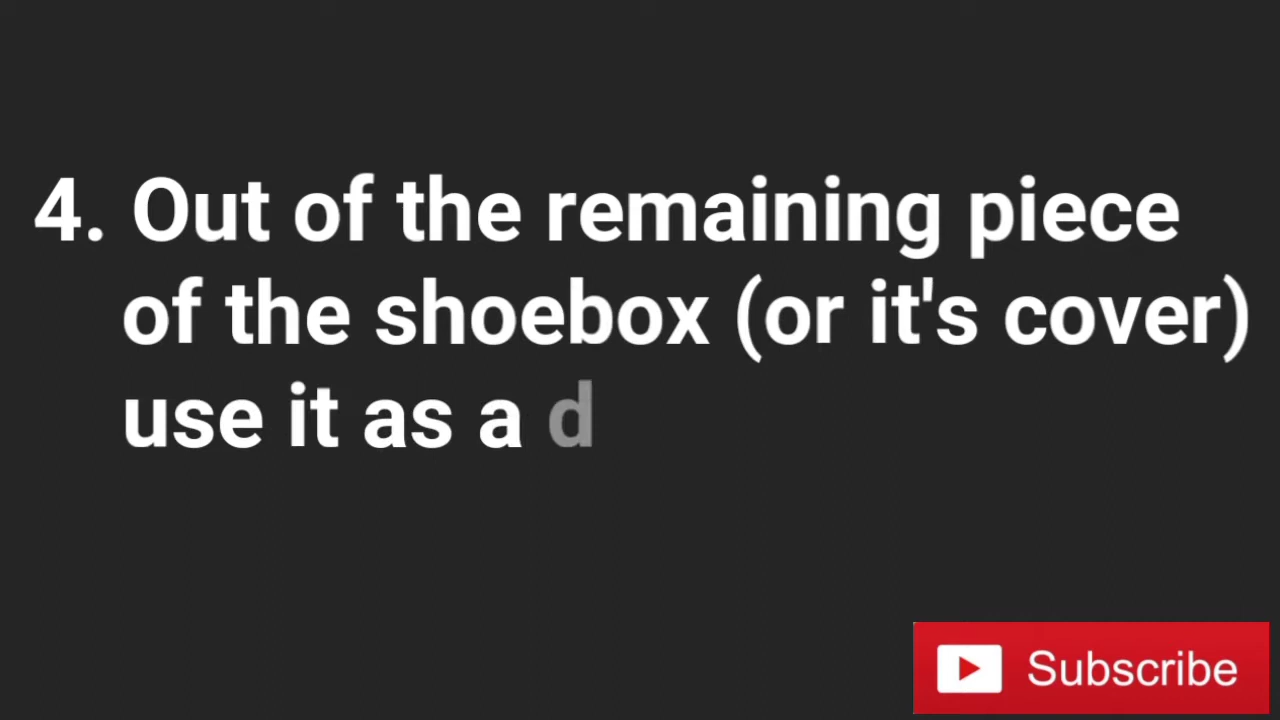 4. Out of the remaining piece
of the shoebox (or it's cover)
use it as a d
Subscribe